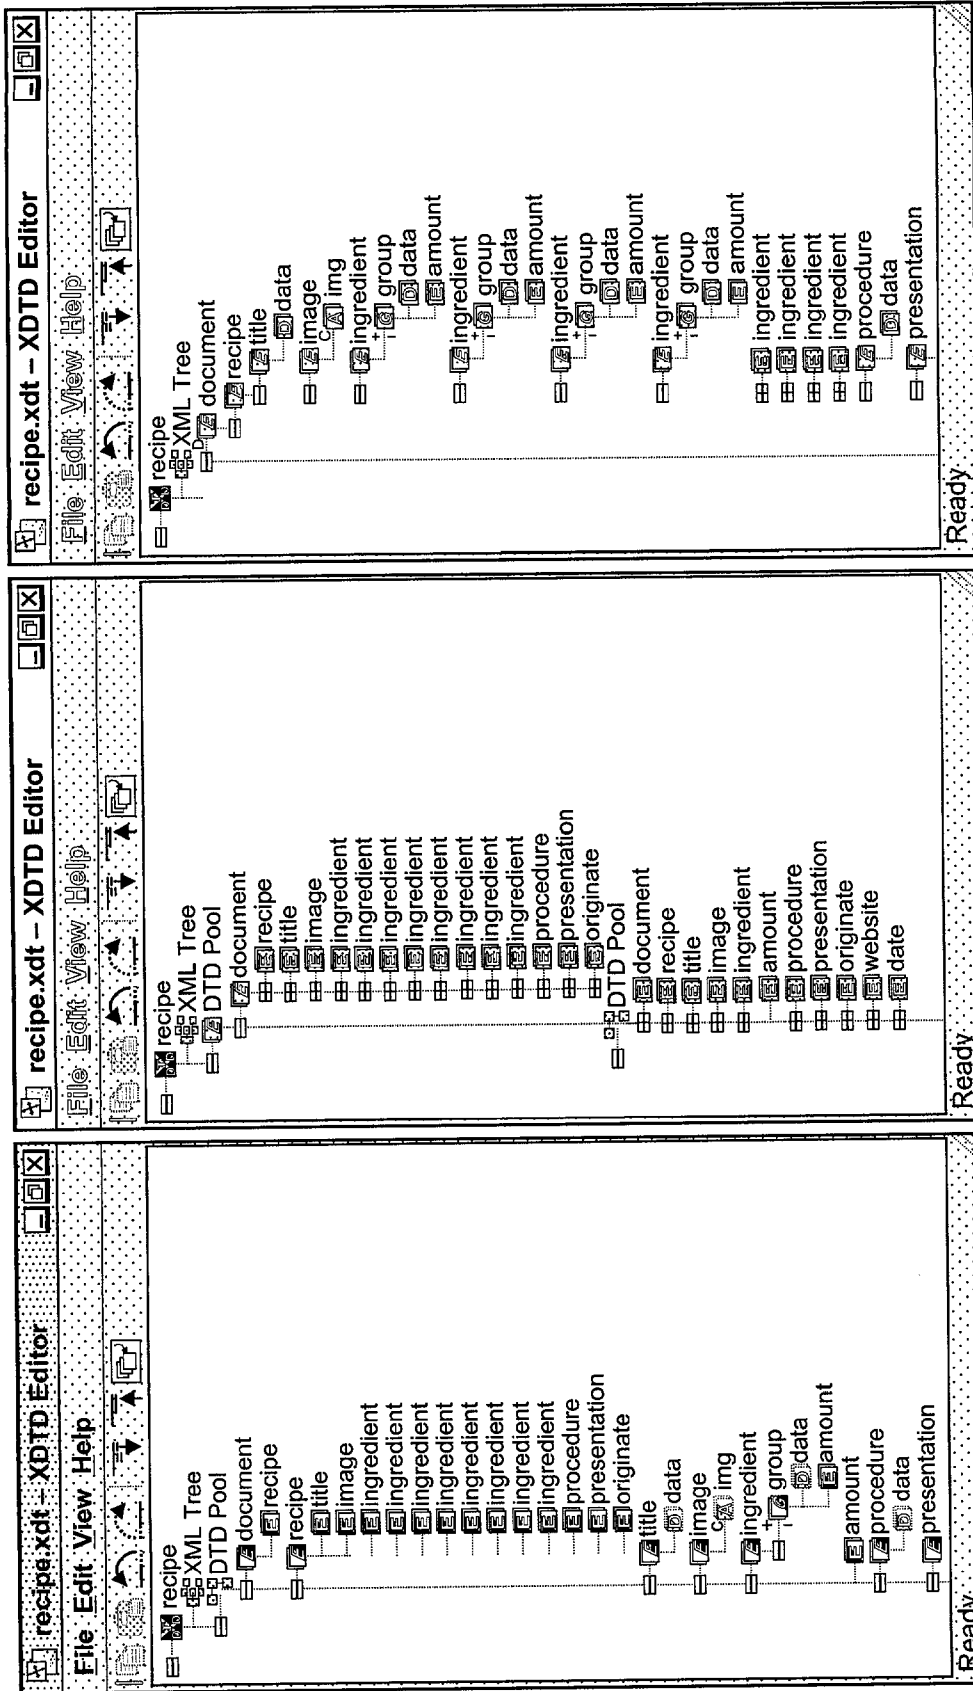 recipe.xdt – XDTD Editor
File Edit View Help
recipe
XML Tree
DTD Pool
E document
E recipe
E recipe
E title
E image
E ingredient
E ingredient
E ingredient
E ingredient
E ingredient
E ingredient
E ingredient
E ingredient
E procedure
E presentation
E originate
E title
D data
E image
C A img
E ingredient
+ G group
D data
E amount
E amount
E procedure
D data
E presentation
Ready
recipe.xdt – XDTD Editor
File Edit View Help
recipe
XML Tree
E DTD Pool
E document
E recipe
E title
E image
E ingredient
E ingredient
E ingredient
E ingredient
E ingredient
E ingredient
E ingredient
E ingredient
E procedure
E presentation
E originate
DTD Pool
E document
E recipe
E title
E image
E ingredient
E amount
E procedure
E presentation
E originate
E website
E date
Ready
recipe.xdt – XDTD Editor
File Edit View Help
recipe
XML Tree
D E document
E recipe
E title
D data
E image
C A img
E ingredient
+ G group
D data
E amount
E ingredient
+ G group
D data
E amount
E ingredient
+ G group
D data
E amount
E ingredient
+ G group
D data
E amount
E ingredient
E ingredient
E ingredient
E ingredient
E procedure
D data
E presentation
Ready